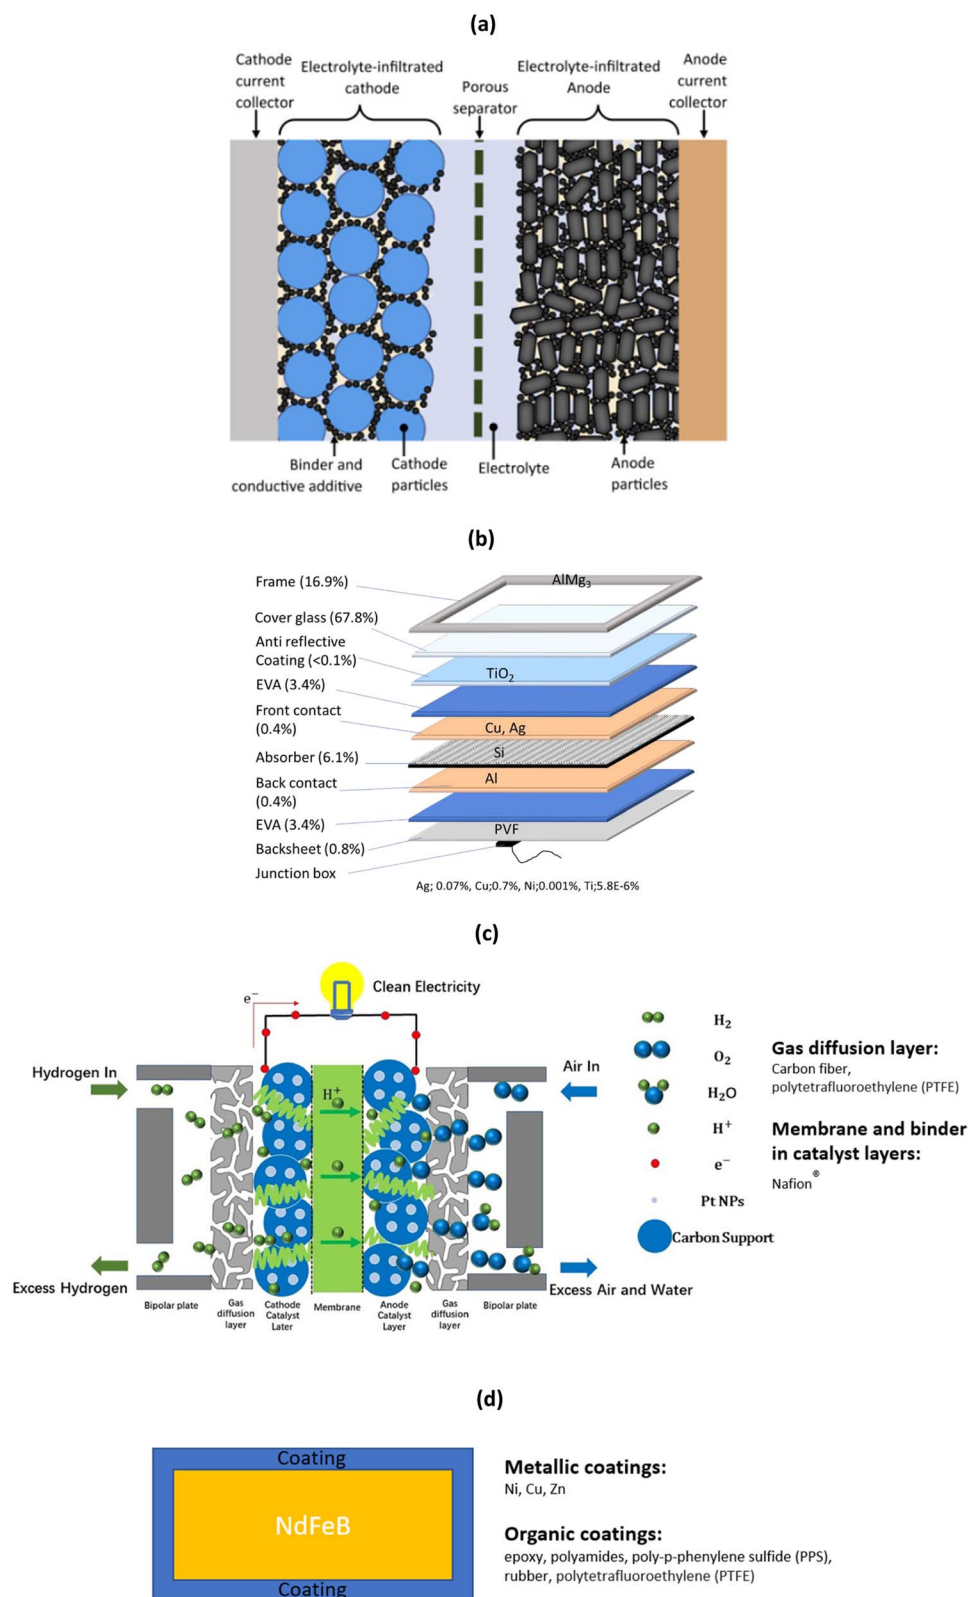 (a)
Cathode
current
collector
Electrolyte-infiltrated
cathode
Porous
separator
Electrolyte-infiltrated
Anode
Anode
current
collector
Binder and
conductive additive
Cathode
particles
Electrolyte
Anode
particles
(b)
Frame (16.9%)
AlMg₃
Cover glass (67.8%)
Anti reflective
Coating (<0.1%)
TiO₂
EVA (3.4%)
Front contact
(0.4%)
Cu, Ag
Absorber (6.1%)
Si
Back contact
(0.4%)
Al
EVA (3.4%)
PVF
Backsheet (0.8%)
Junction box
Ag; 0.07%, Cu;0.7%, Ni;0.001%, Ti;5.8E-6%
(c)
Clean Electricity
e⁻
Hydrogen In
H⁺
Air In
Excess Hydrogen
Excess Air and Water
Bipolar plate
Gas
diffusion
layer
Cathode
Catalyst
Later
Membrane
Anode
Catalyst
Layer
Gas
diffusion
layer
Bipolar plate
H₂
O₂
H₂O
H⁺
e⁻
Pt NPs
Carbon Support
Gas diffusion layer:
Carbon fiber,
polytetrafluoroethylene (PTFE)
Membrane and binder
in catalyst layers:
Nafion®
(d)
Coating
NdFeB
Coating
Metallic coatings:
Ni, Cu, Zn
Organic coatings:
epoxy, polyamides, poly-p-phenylene sulfide (PPS),
rubber, polytetrafluoroethylene (PTFE)